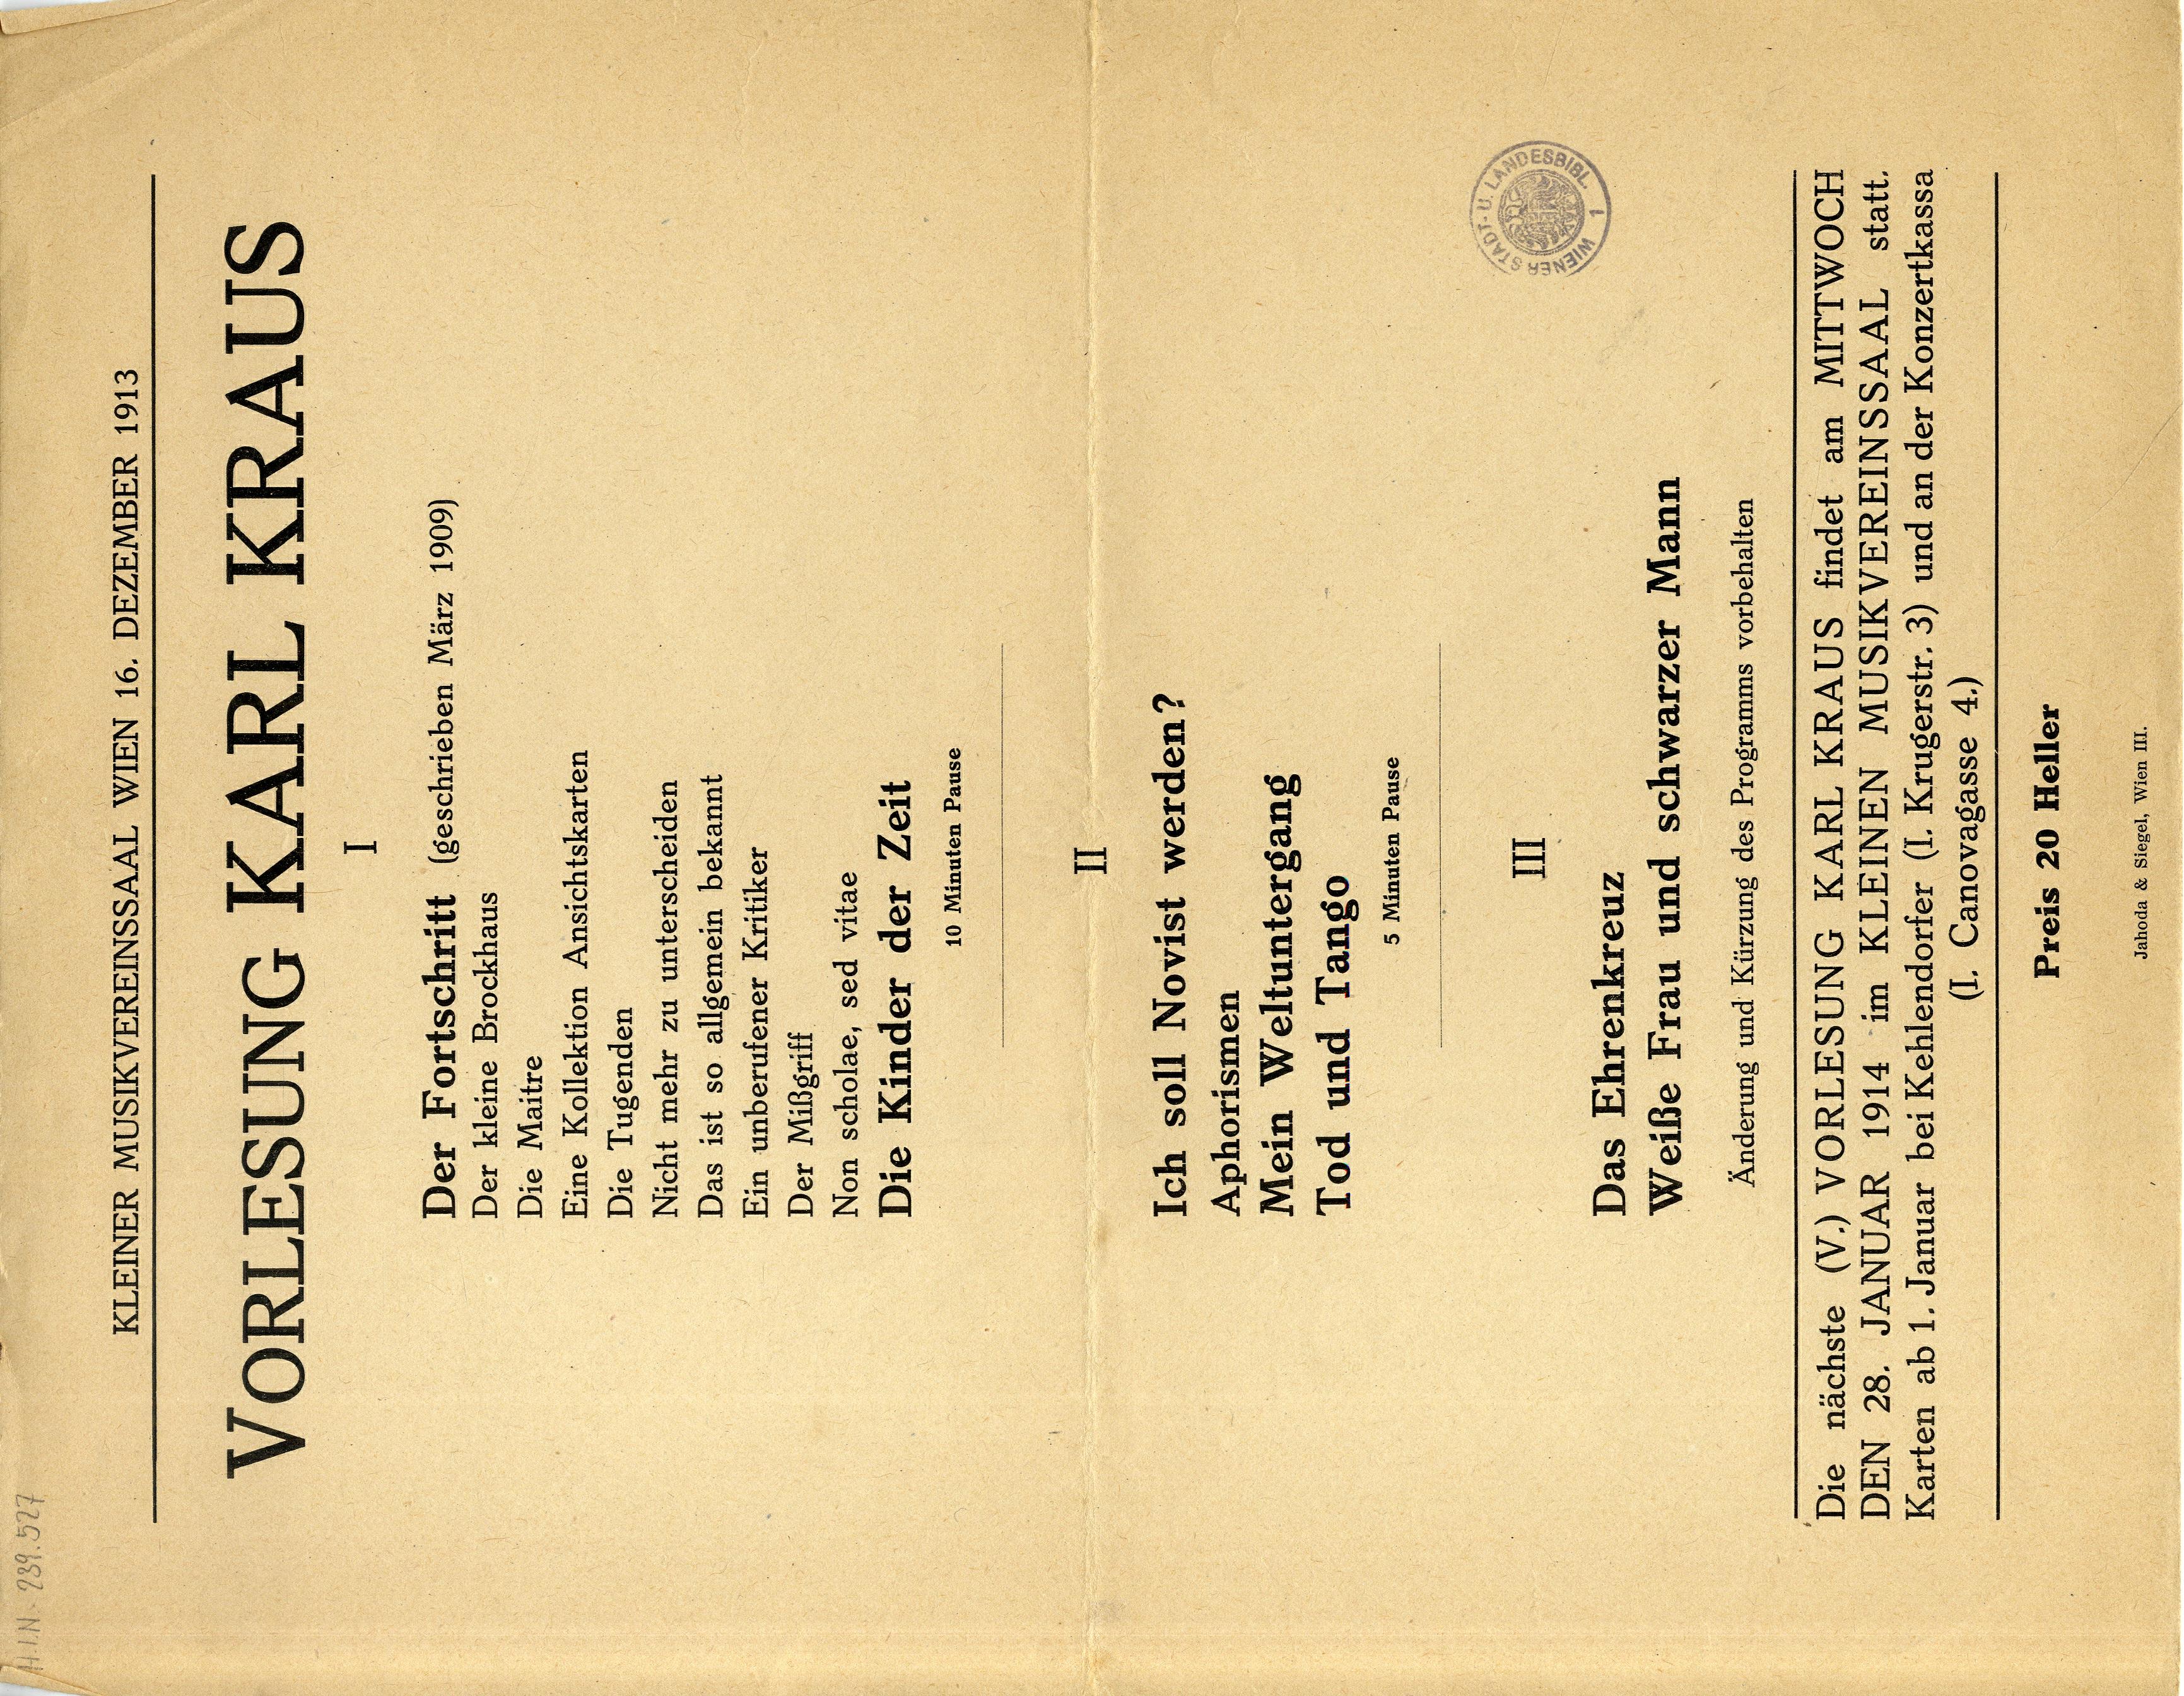 H.I.N. 239.527
KLEINER MUSIKVEREINSSAAL WIEN 16. DEZEMBER 1913
VORLESUNG KARL KRAUS
I
Der Fortschritt (geschrieben März 1909)
Der kleine Brockhaus
Die Maitre
Eine Kollektion Ansichtskarten
Die Tugenden
Nicht mehr zu unterscheiden
Das ist so allgemein bekannt
Ein unberufener Kritiker
Der Mißgriff
Non scholae, sed vitae
Die Kinder der Zeit
10 Minuten Pause
II
Ich soll Novist werden?
Aphorismen
Mein Weltuntergang
Tod und Tango
5 Minuten Pause
III
WIENER STADT- U. LANDESBIBL. 1
Das Ehrenkreuz
Weiße Frau und schwarzer Mann
Änderung und Kürzung des Programms vorbehalten
Die nächste (V.) VORLESUNG KARL KRAUS findet am MITTWOCH
DEN 28. JANUAR 1914 im KLEINEN MUSIKVEREINSSAAL statt.
Karten ab 1. Januar bei Kehlendorfer (I. Krugerstr. 3) und an der Konzertkassa
(I. Canovagasse 4.)
Preis 20 Heller
Jahoda & Siegel, Wien III.